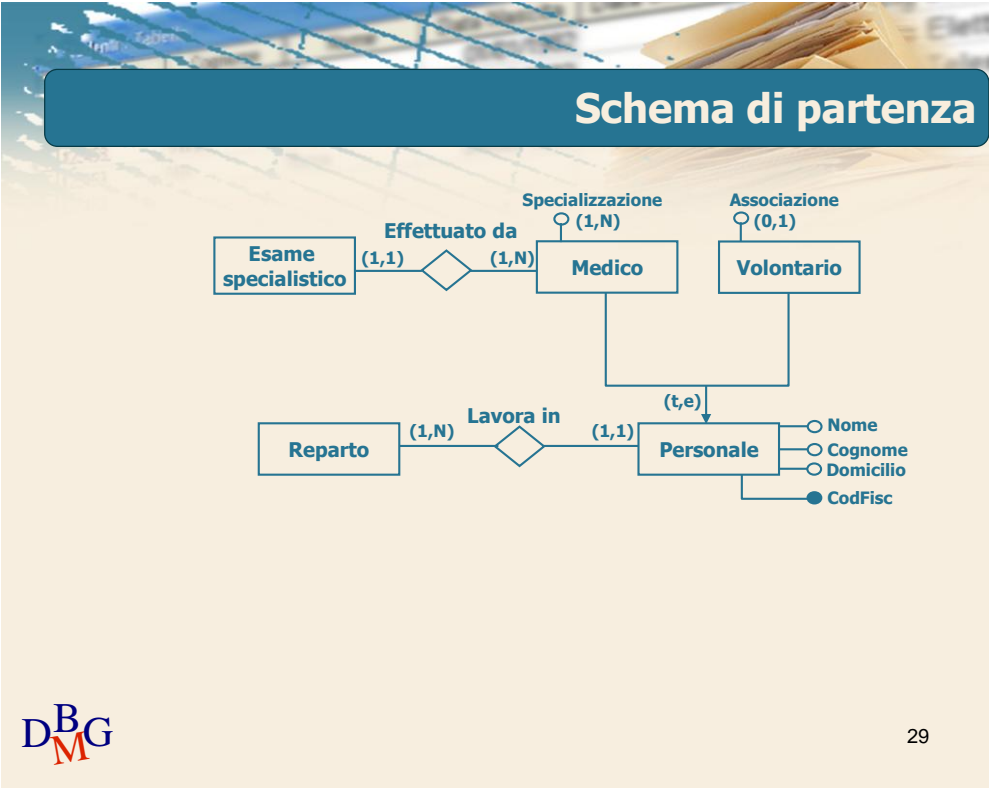 Schema di partenza
Specializzazione
(1,N)
Associazione
(0,1)
Effettuato da
Esame
specialistico
(1,1)
(1,N)
Medico
Volontario
(t,e)
Lavora in
Reparto
(1,N)
(1,1)
Personale
Nome
Cognome
Domicilio
CodFisc
DBMG
29